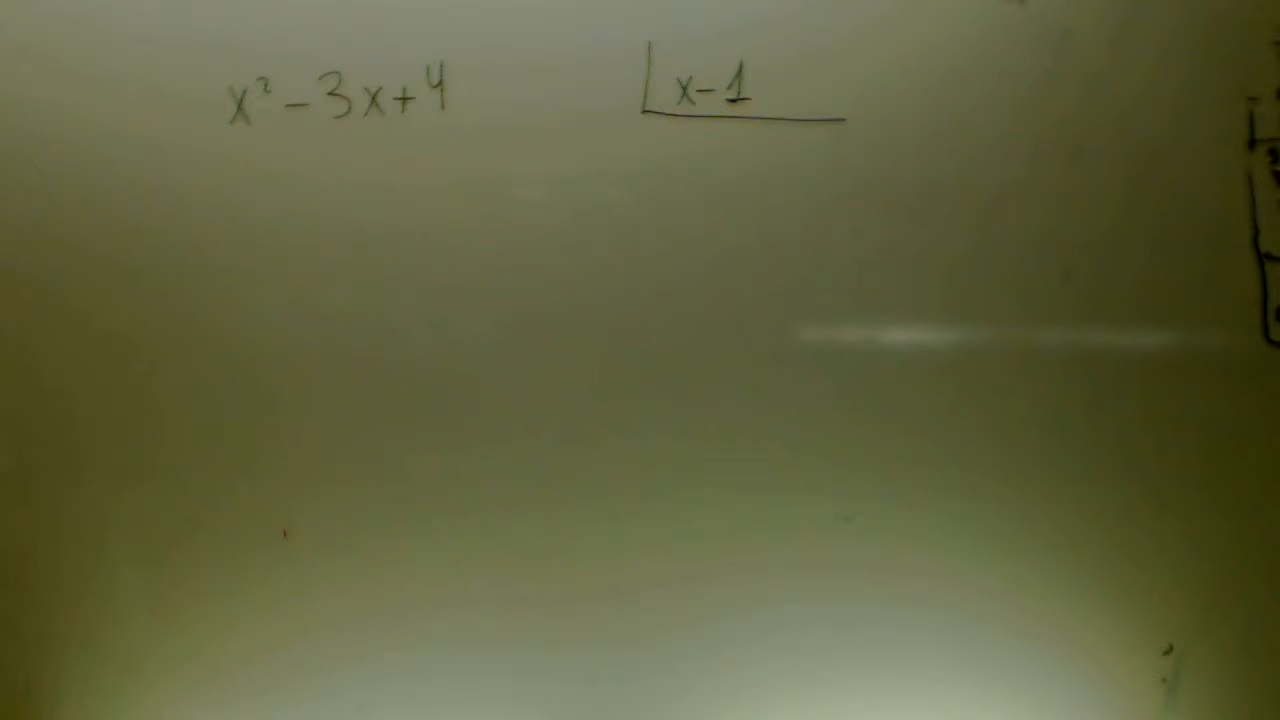 x² - 3x + 4 x - 1